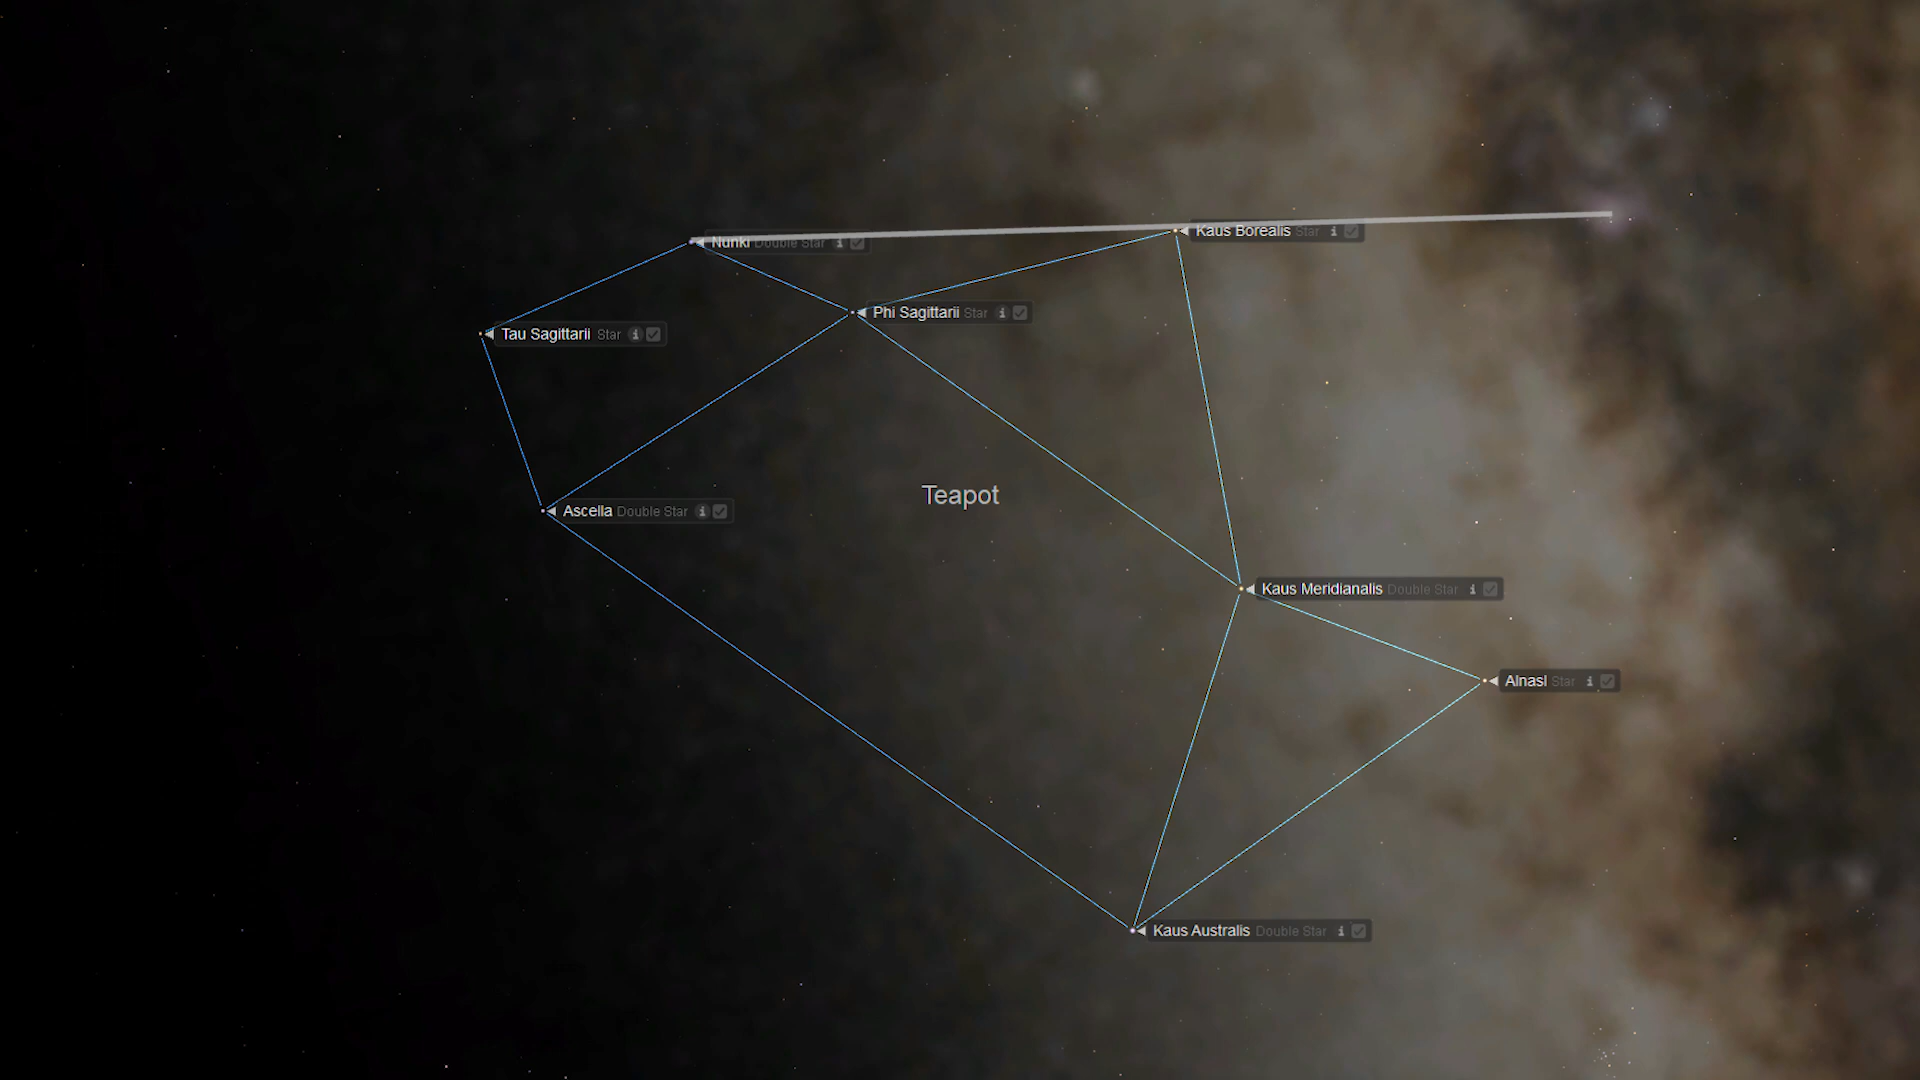 Nunki Double Star i
Kaus Borealis Star i
Phi Sagittarii Star i
Tau Sagittarii Star i
Teapot
Ascella Double Star i
Kaus Meridianalis Double Star i
Alnasl Star i
Kaus Australis Double Star i